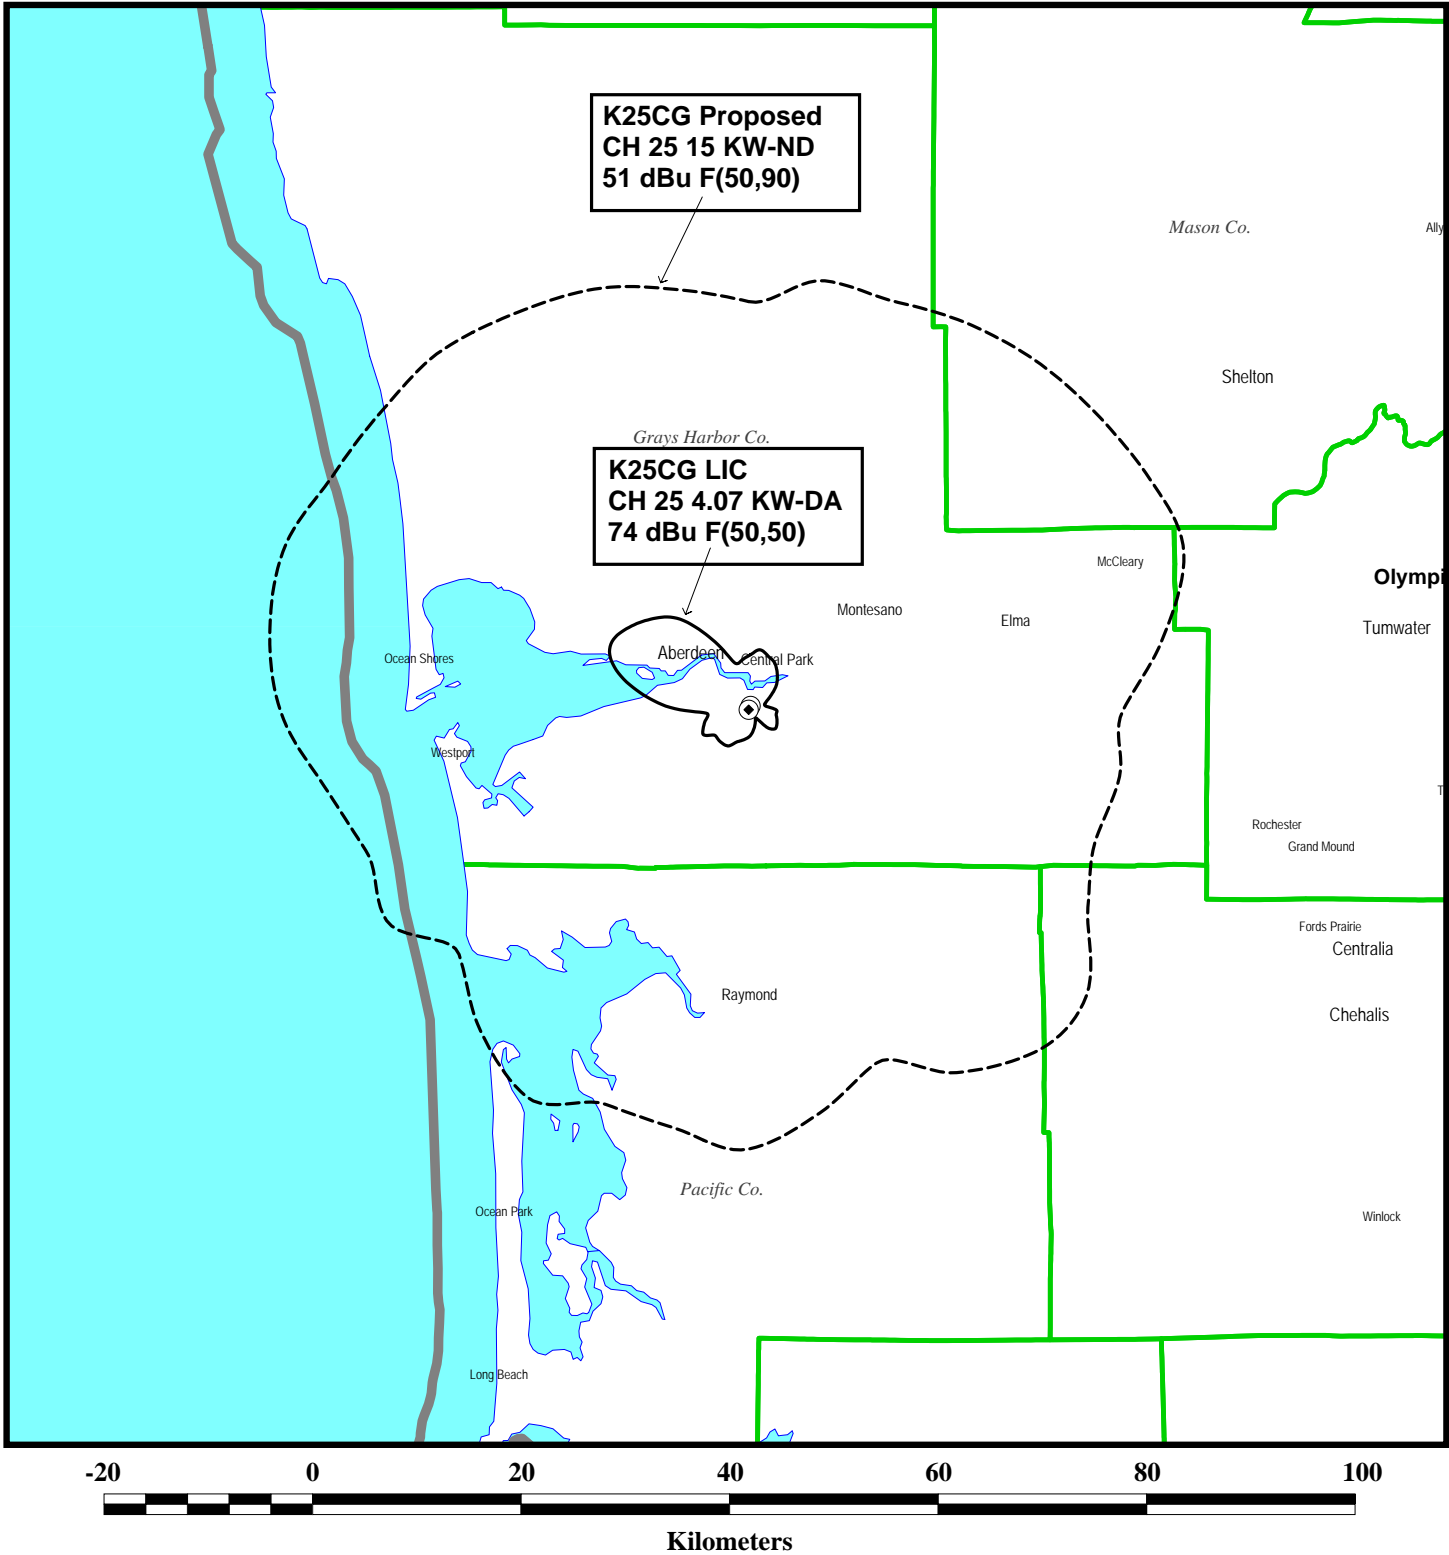 K25CG Proposed
CH 25 15 KW-ND
51 dBu F(50,90)
Mason Co.
Ally
Shelton
Grays Harbor Co.
K25CG LIC
CH 25 4.07 KW-DA
74 dBu F(50,50)
McCleary
Olympi
Montesano
Elma
Tumwater
Ocean Shores
Aberdeen
Central Park
Westport
T
Rochester
Grand Mound
Fords Prairie
Centralia
Raymond
Chehalis
Pacific Co.
Ocean Park
Winlock
Long Beach
-20 0 20 40 60 80 100
Kilometers